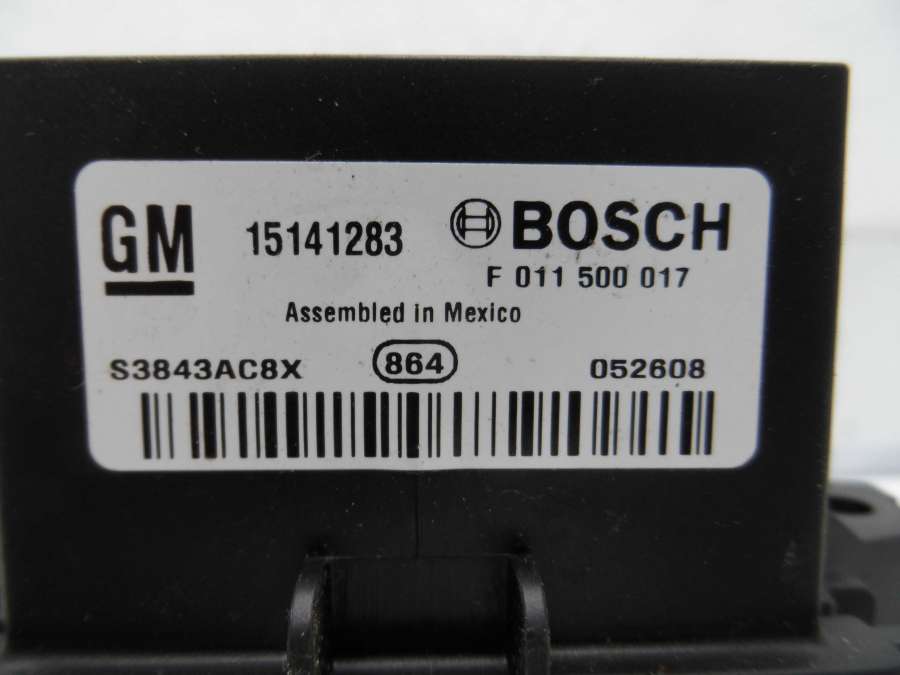 GM 15141283 BOSCH
F 011 500 017
Assembled in Mexico
S3843AC8X 864 052608